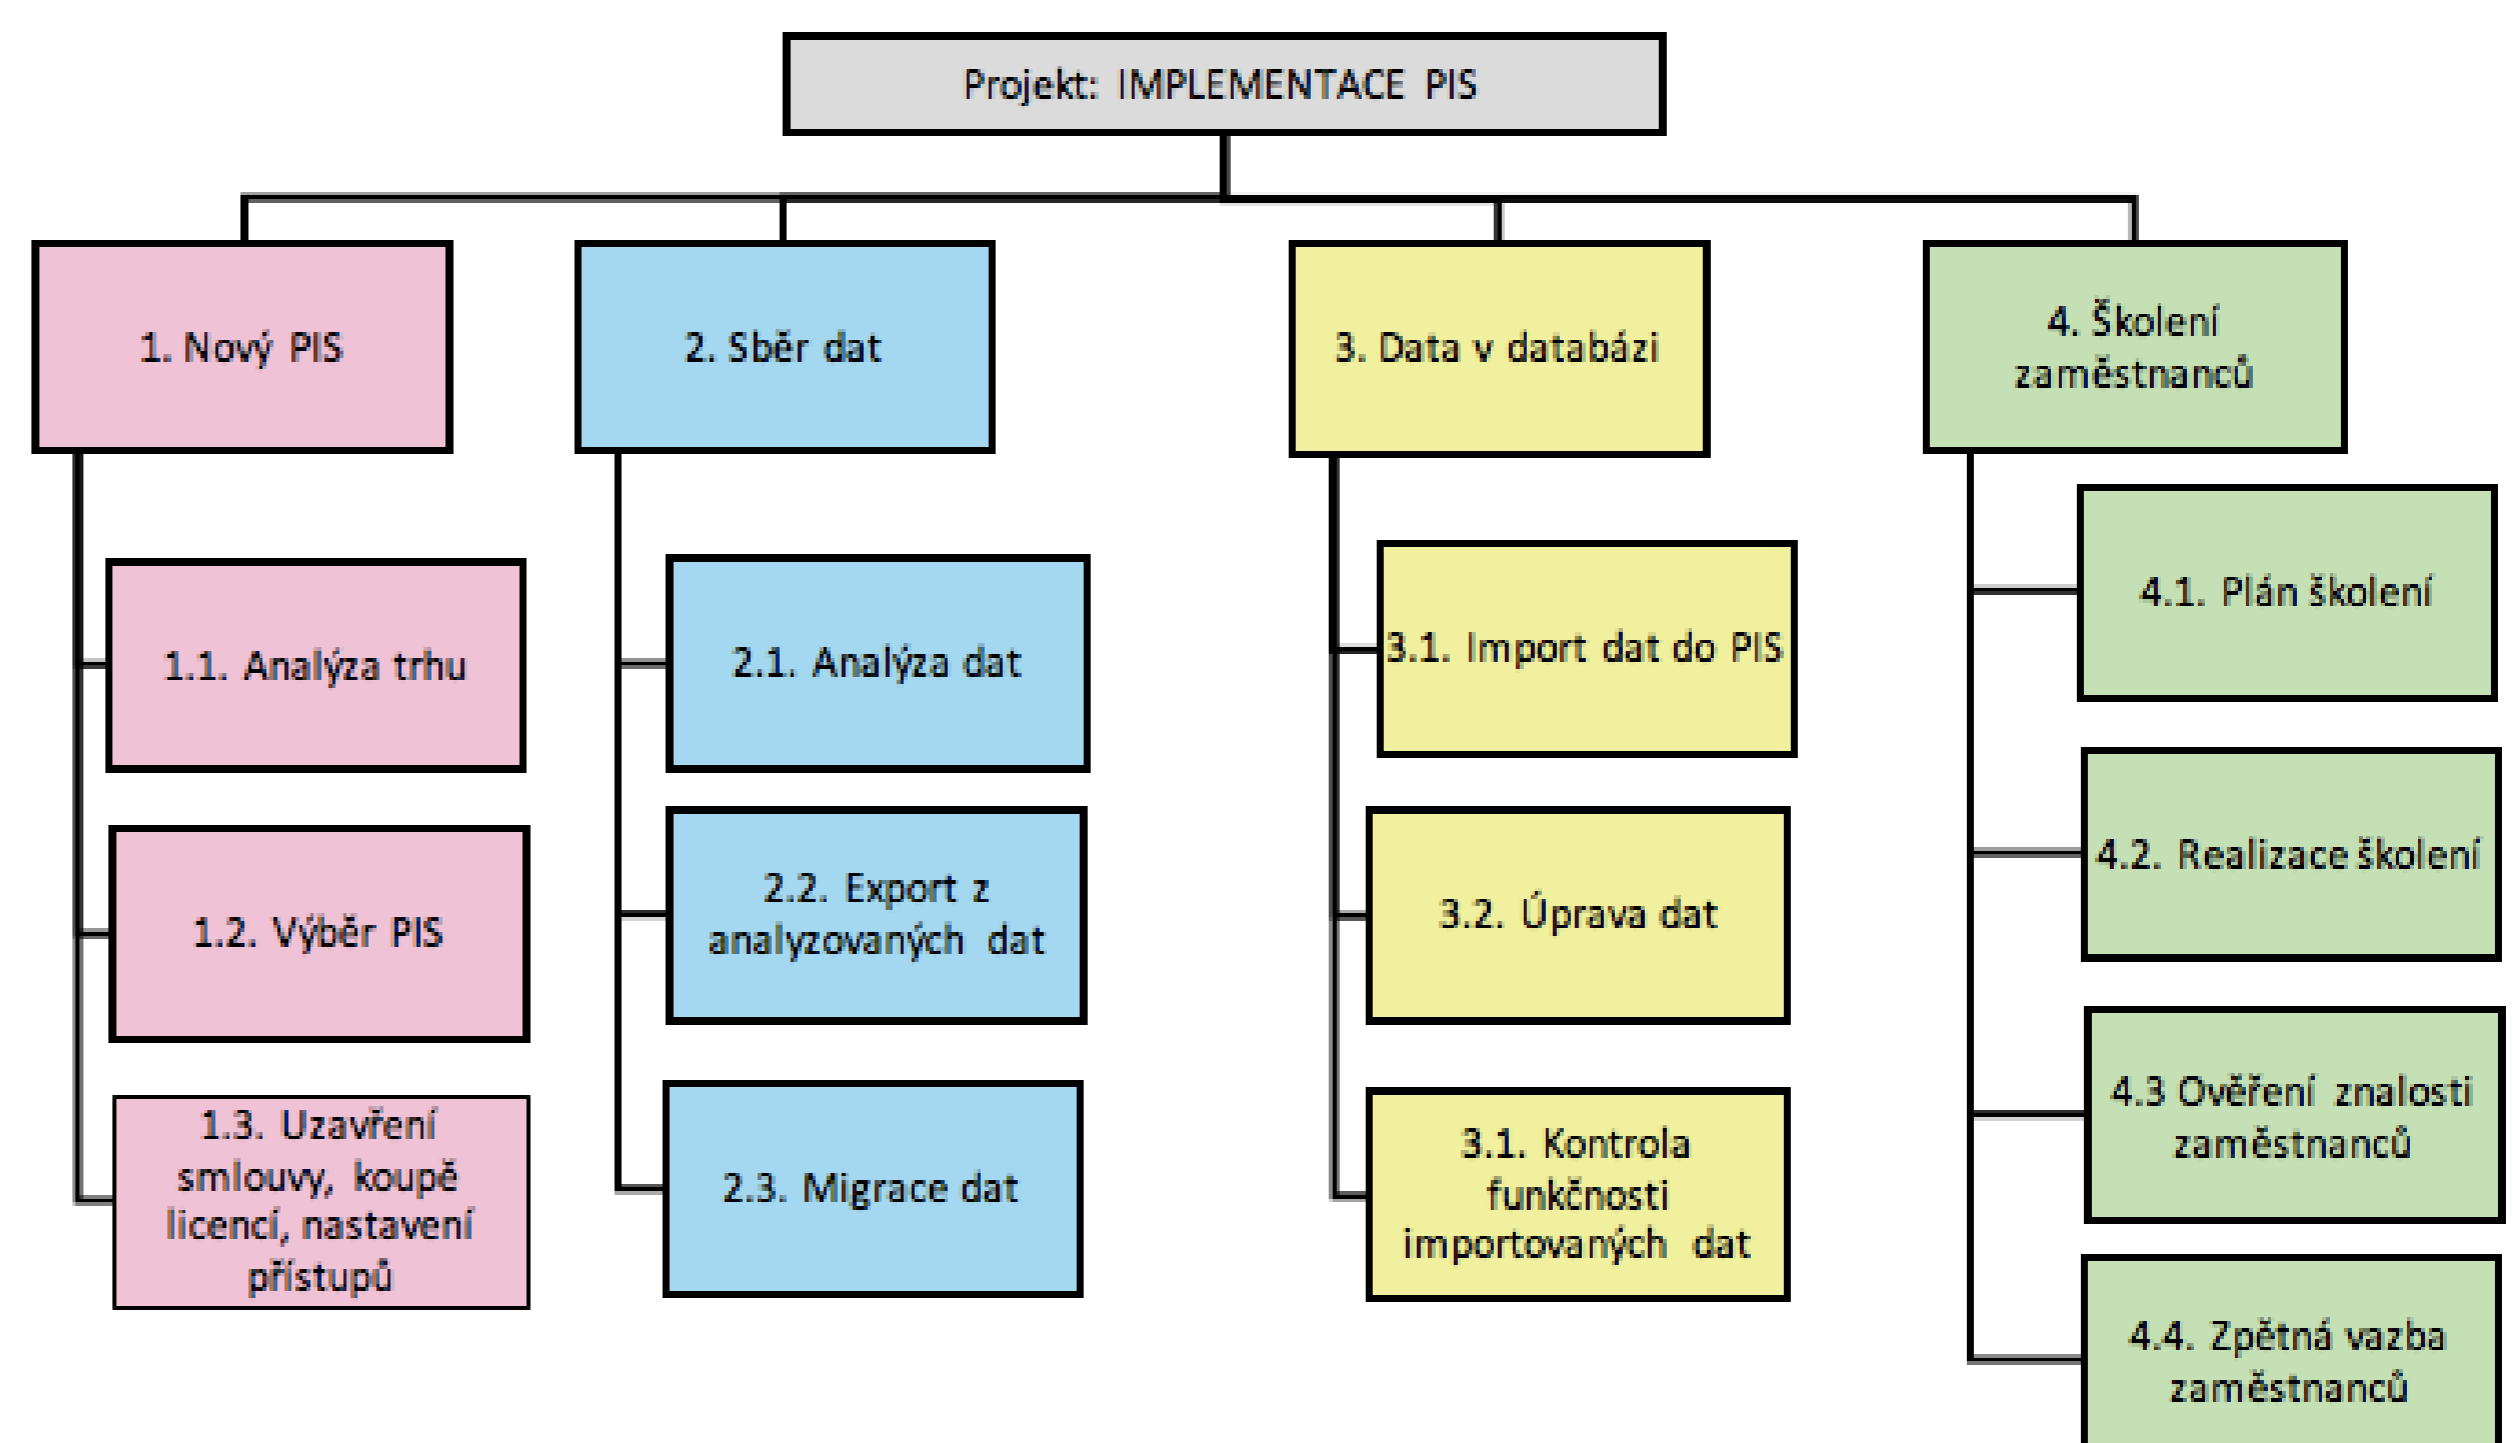 Projekt: IMPLEMENTACE PIS
1. Nový PIS
1.1. Analýza trhu
1.2. Výběr PIS
1.3. Uzavření
smlouvy, koupě
licencí, nastavení
přístupů
2. Sběr dat
2.1. Analýza dat
2.2. Export z
analyzovaných dat
2.3. Migrace dat
3. Data v databázi
3.1. Import dat do PIS
3.2. Úprava dat
3.1. Kontrola
funkčnosti
importovaných dat
4. Školení
zaměstnanců
4.1. Plán školení
4.2. Realizace školení
4.3 Ověření znalosti
zaměstnanců
4.4. Zpětná vazba
zaměstnanců